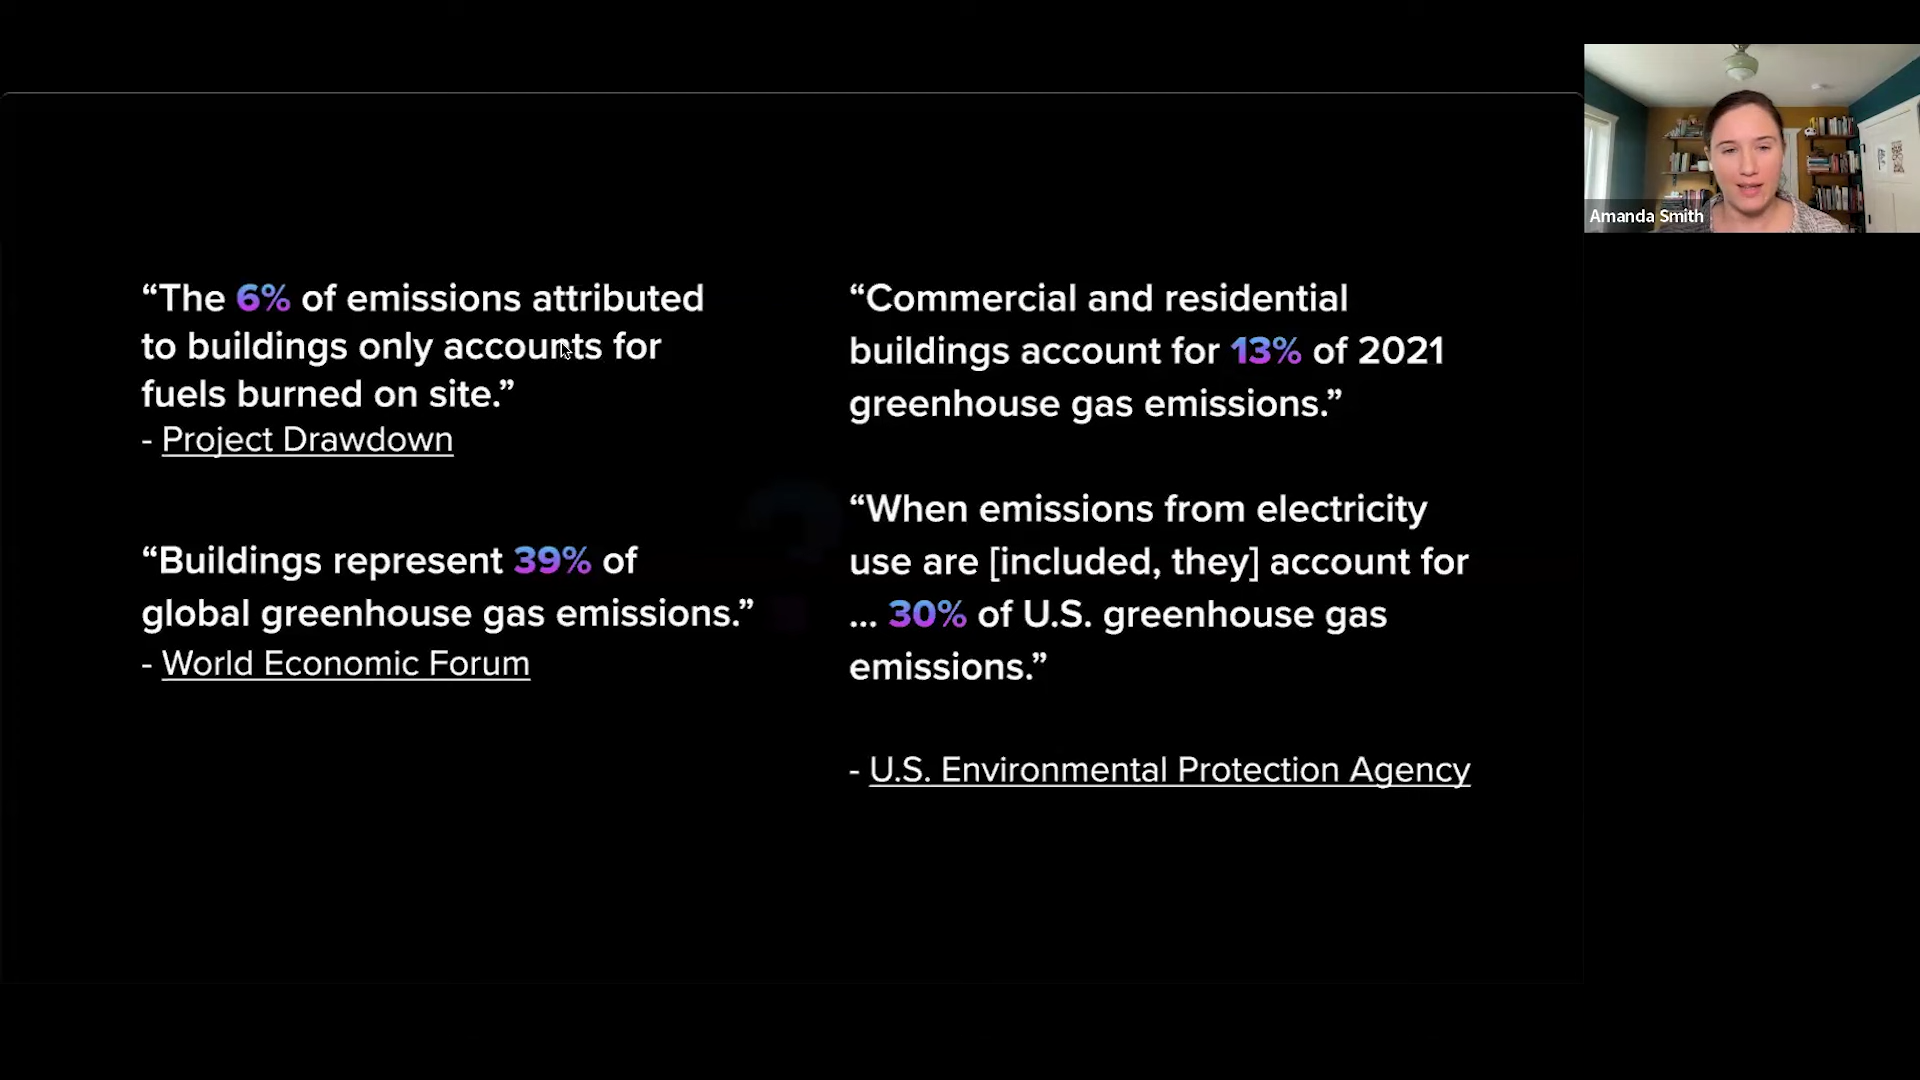 “The 6% of emissions attributed
to buildings only accounts for
fuels burned on site.”
- Project Drawdown
“Buildings represent 39% of
global greenhouse gas emissions.”
- World Economic Forum
“Commercial and residential
buildings account for 13% of 2021
greenhouse gas emissions.”
“When emissions from electricity
use are [included, they] account for
... 30% of U.S. greenhouse gas
emissions.”
- U.S. Environmental Protection Agency
Amanda Smith